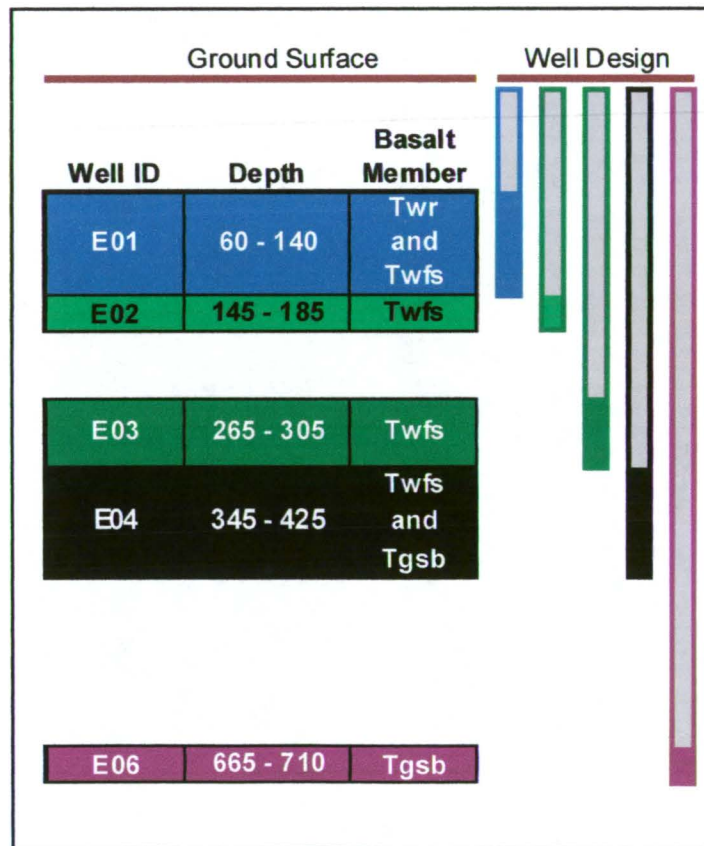 Ground Surface Well Design
Well ID Depth Basalt Member
E01 60 - 140 Twr and Twfs
E02 145 - 185 Twfs
E03 265 - 305 Twfs
E04 345 - 425 Twfs and Tgsb
E06 665 - 710 Tgsb